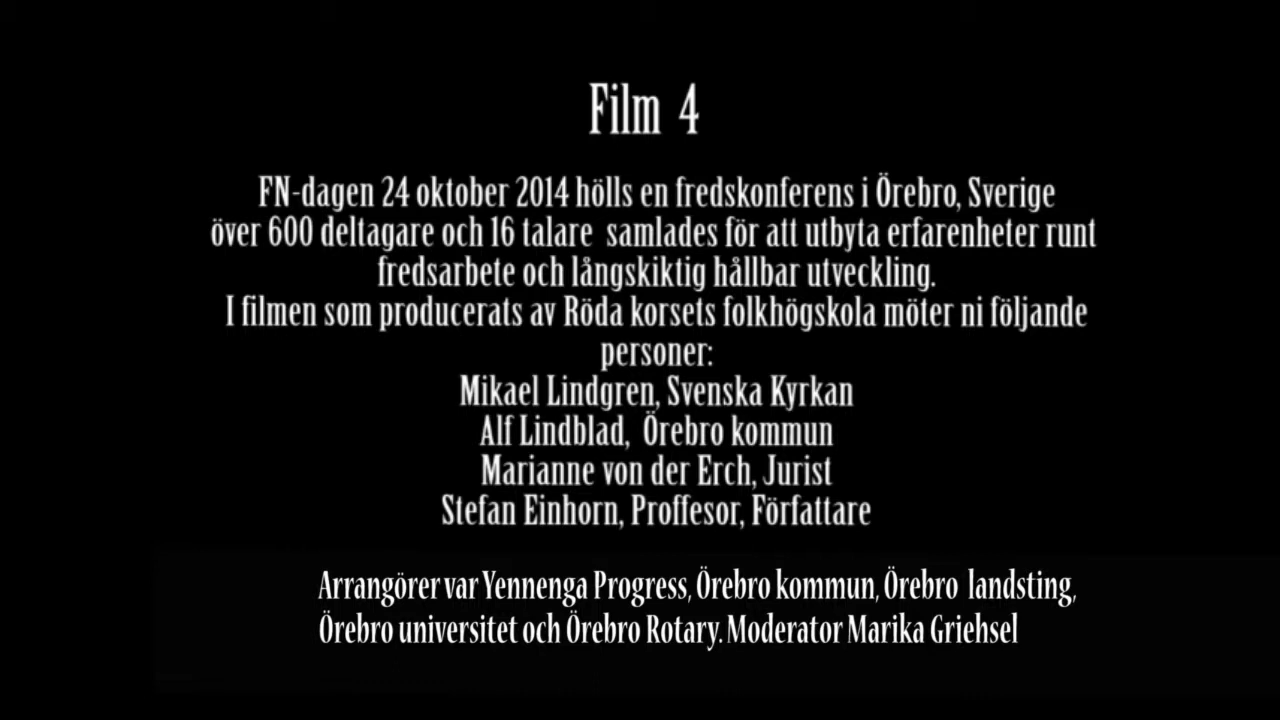 Film 4
FN-dagen 24 oktober 2014 hölls en fredskonferens i Örebro, Sverige
över 600 deltagare och 16 talare samlades för att utbyta erfarenheter runt
fredsarbete och långskiktig hållbar utveckling.
I filmen som producerats av Röda korsets folkhögskola möter ni följande
personer:
Mikael Lindgren, Svenska Kyrkan
Alf Lindblad, Örebro kommun
Marianne von der Erch, Jurist
Stefan Einhorn, Proffesor, Författare
Arrangörer var Yennenga Progress, Örebro kommun, Örebro landsting,
Örebro universitet och Örebro Rotary. Moderator Marika Griehsel